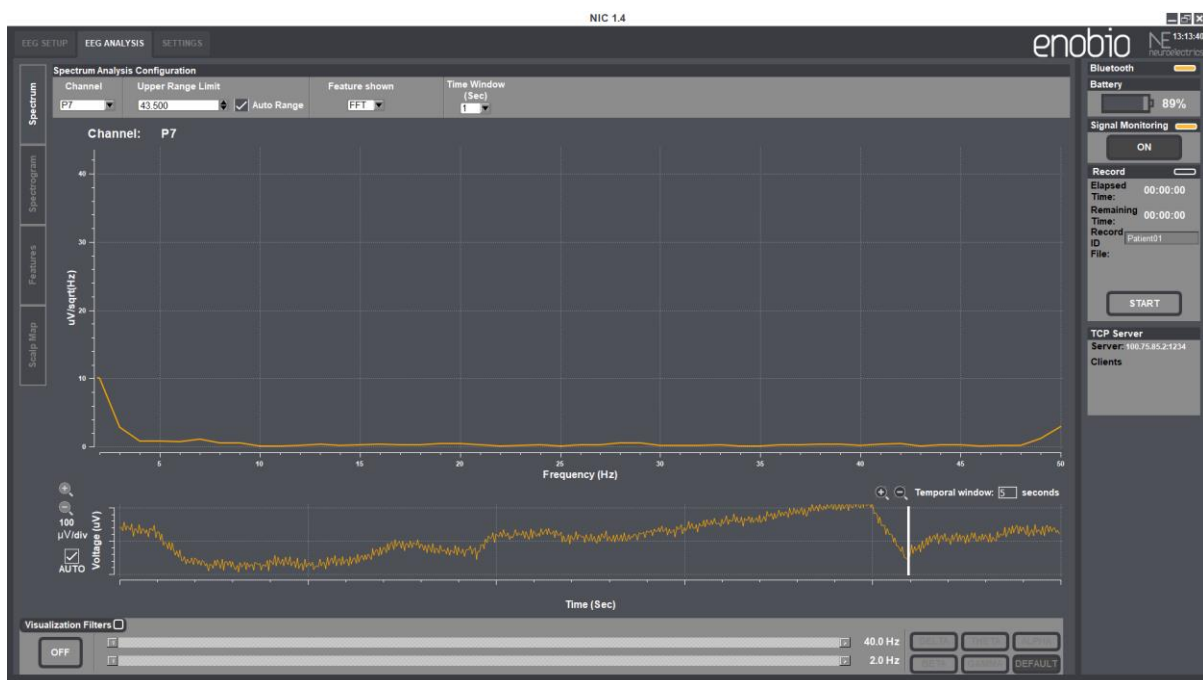 NIC 1.4
EEG SETUP
EEG ANALYSIS
SETTINGS
enobio
NE
neuroelectrics
13:13:40
Spectrum
Spectrogram
Features
Scalp Map
Spectrum Analysis Configuration
Channel
P7
Upper Range Limit
43.500
Auto Range
Feature shown
FFT
Time Window
(Sec)
1
Channel: P7
uV/sqrt(Hz)
40
30
20
10
0
5 10 15 20 25 30 35 40 45 50
Frequency (Hz)
Temporal window: 5 seconds
100
µV/div
AUTO
Voltage (uV)
Time (Sec)
Visualization Filters
OFF
40.0 Hz
2.0 Hz
DELTA THETA ALPHA
BETA GAMMA DEFAULT
Bluetooth
Battery
89%
Signal Monitoring
ON
Record
Elapsed
Time:
00:00:00
Remaining
Time:
00:00:00
Record
ID
Patient01
File:
START
TCP Server
Server: 100.75.85.2:1234
Clients